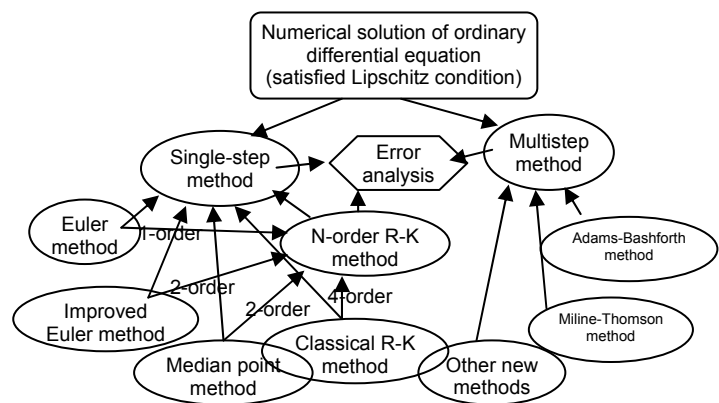 Numerical solution of ordinary
differential equation
(satisfied Lipschitz condition)
Single-step
method
Error
analysis
Multistep
method
Euler
method
1-order
N-order R-K
method
Adams-Bashforth
method
Improved
Euler method
2-order
2-order
4-order
Median point
method
Classical R-K
method
Other new
methods
Miline-Thomson
method